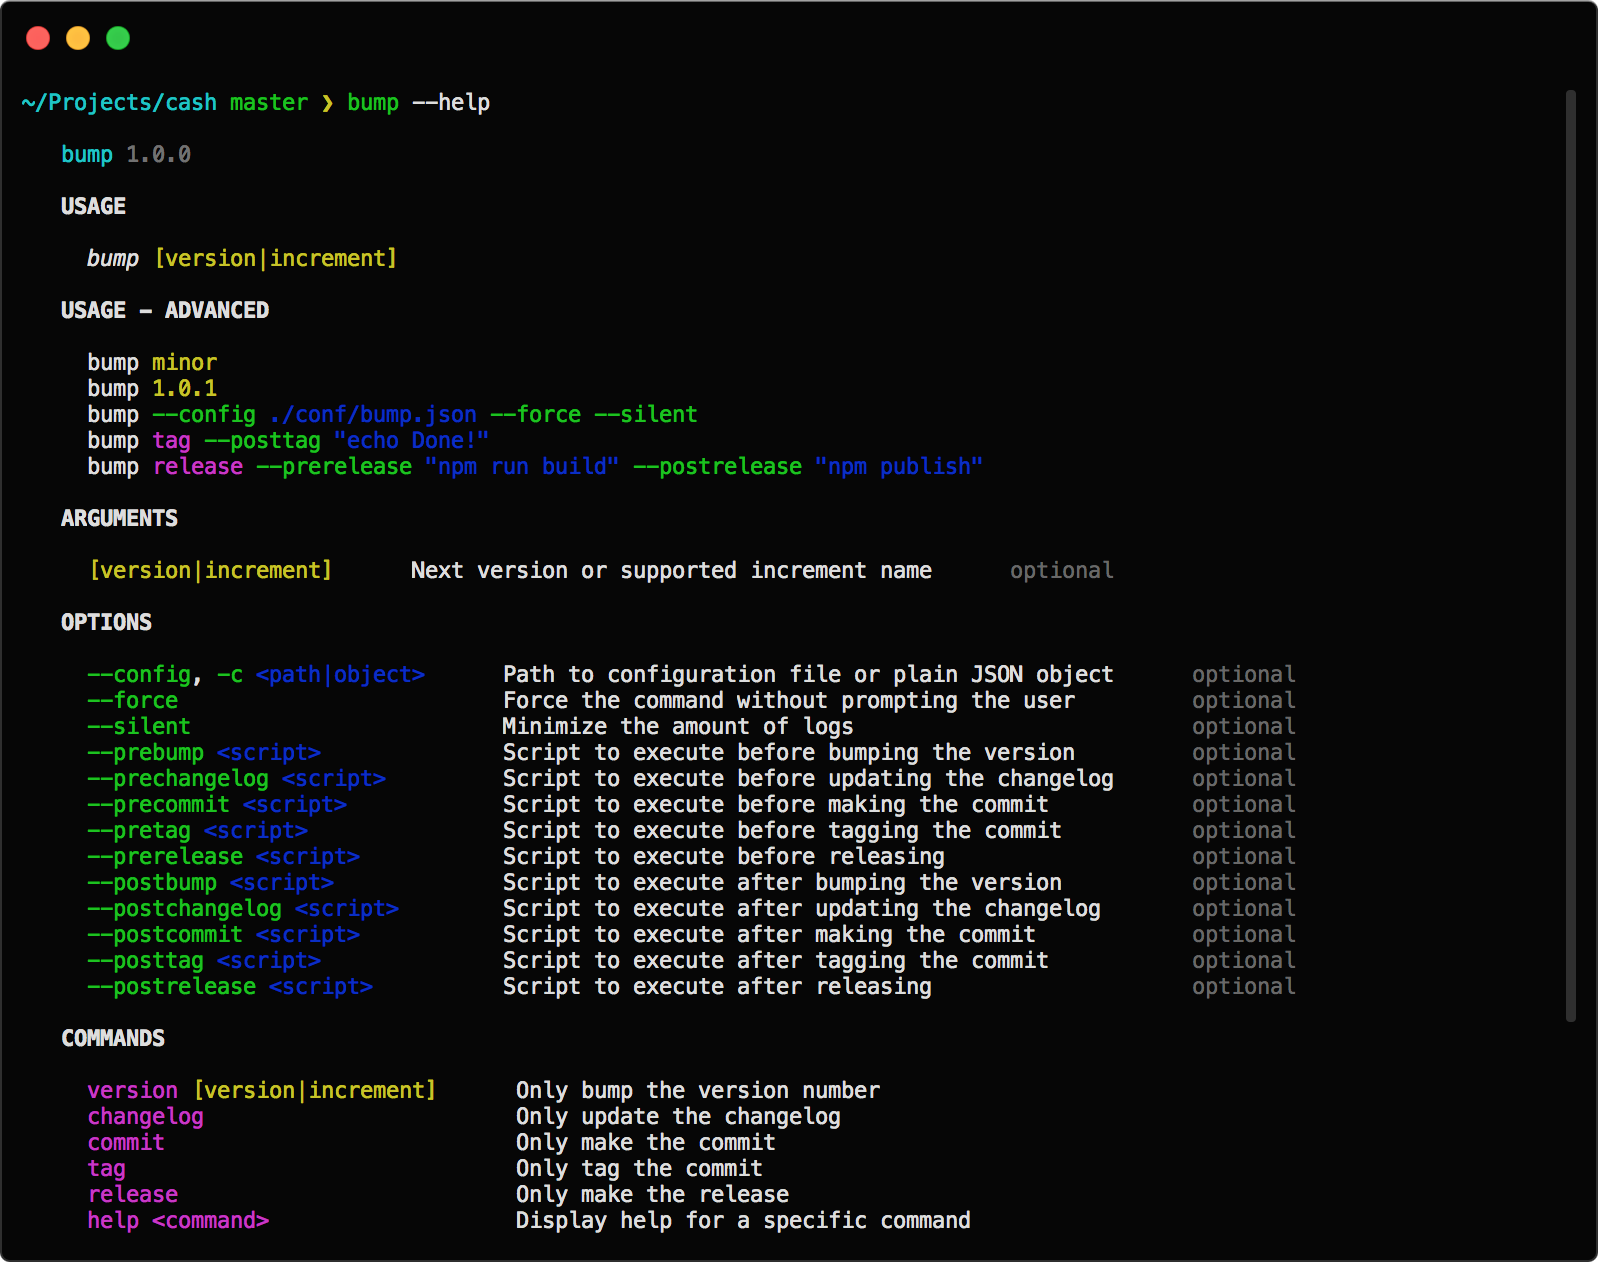 ~/Projects/cash master ❯ bump --help
bump 1.0.0
USAGE
bump [version|increment]
USAGE - ADVANCED
bump minor
bump 1.0.1
bump --config ./conf/bump.json --force --silent
bump tag --posttag "echo Done!"
bump release --prerelease "npm run build" --postrelease "npm publish"
ARGUMENTS
[version|increment] Next version or supported increment name optional
OPTIONS
--config, -c <path|object> Path to configuration file or plain JSON object optional
--force Force the command without prompting the user optional
--silent Minimize the amount of logs optional
--prebump <script> Script to execute before bumping the version optional
--prechangelog <script> Script to execute before updating the changelog optional
--precommit <script> Script to execute before making the commit optional
--pretag <script> Script to execute before tagging the commit optional
--prerelease <script> Script to execute before releasing optional
--postbump <script> Script to execute after bumping the version optional
--postchangelog <script> Script to execute after updating the changelog optional
--postcommit <script> Script to execute after making the commit optional
--posttag <script> Script to execute after tagging the commit optional
--postrelease <script> Script to execute after releasing optional
COMMANDS
version [version|increment] Only bump the version number
changelog Only update the changelog
commit Only make the commit
tag Only tag the commit
release Only make the release
help <command> Display help for a specific command